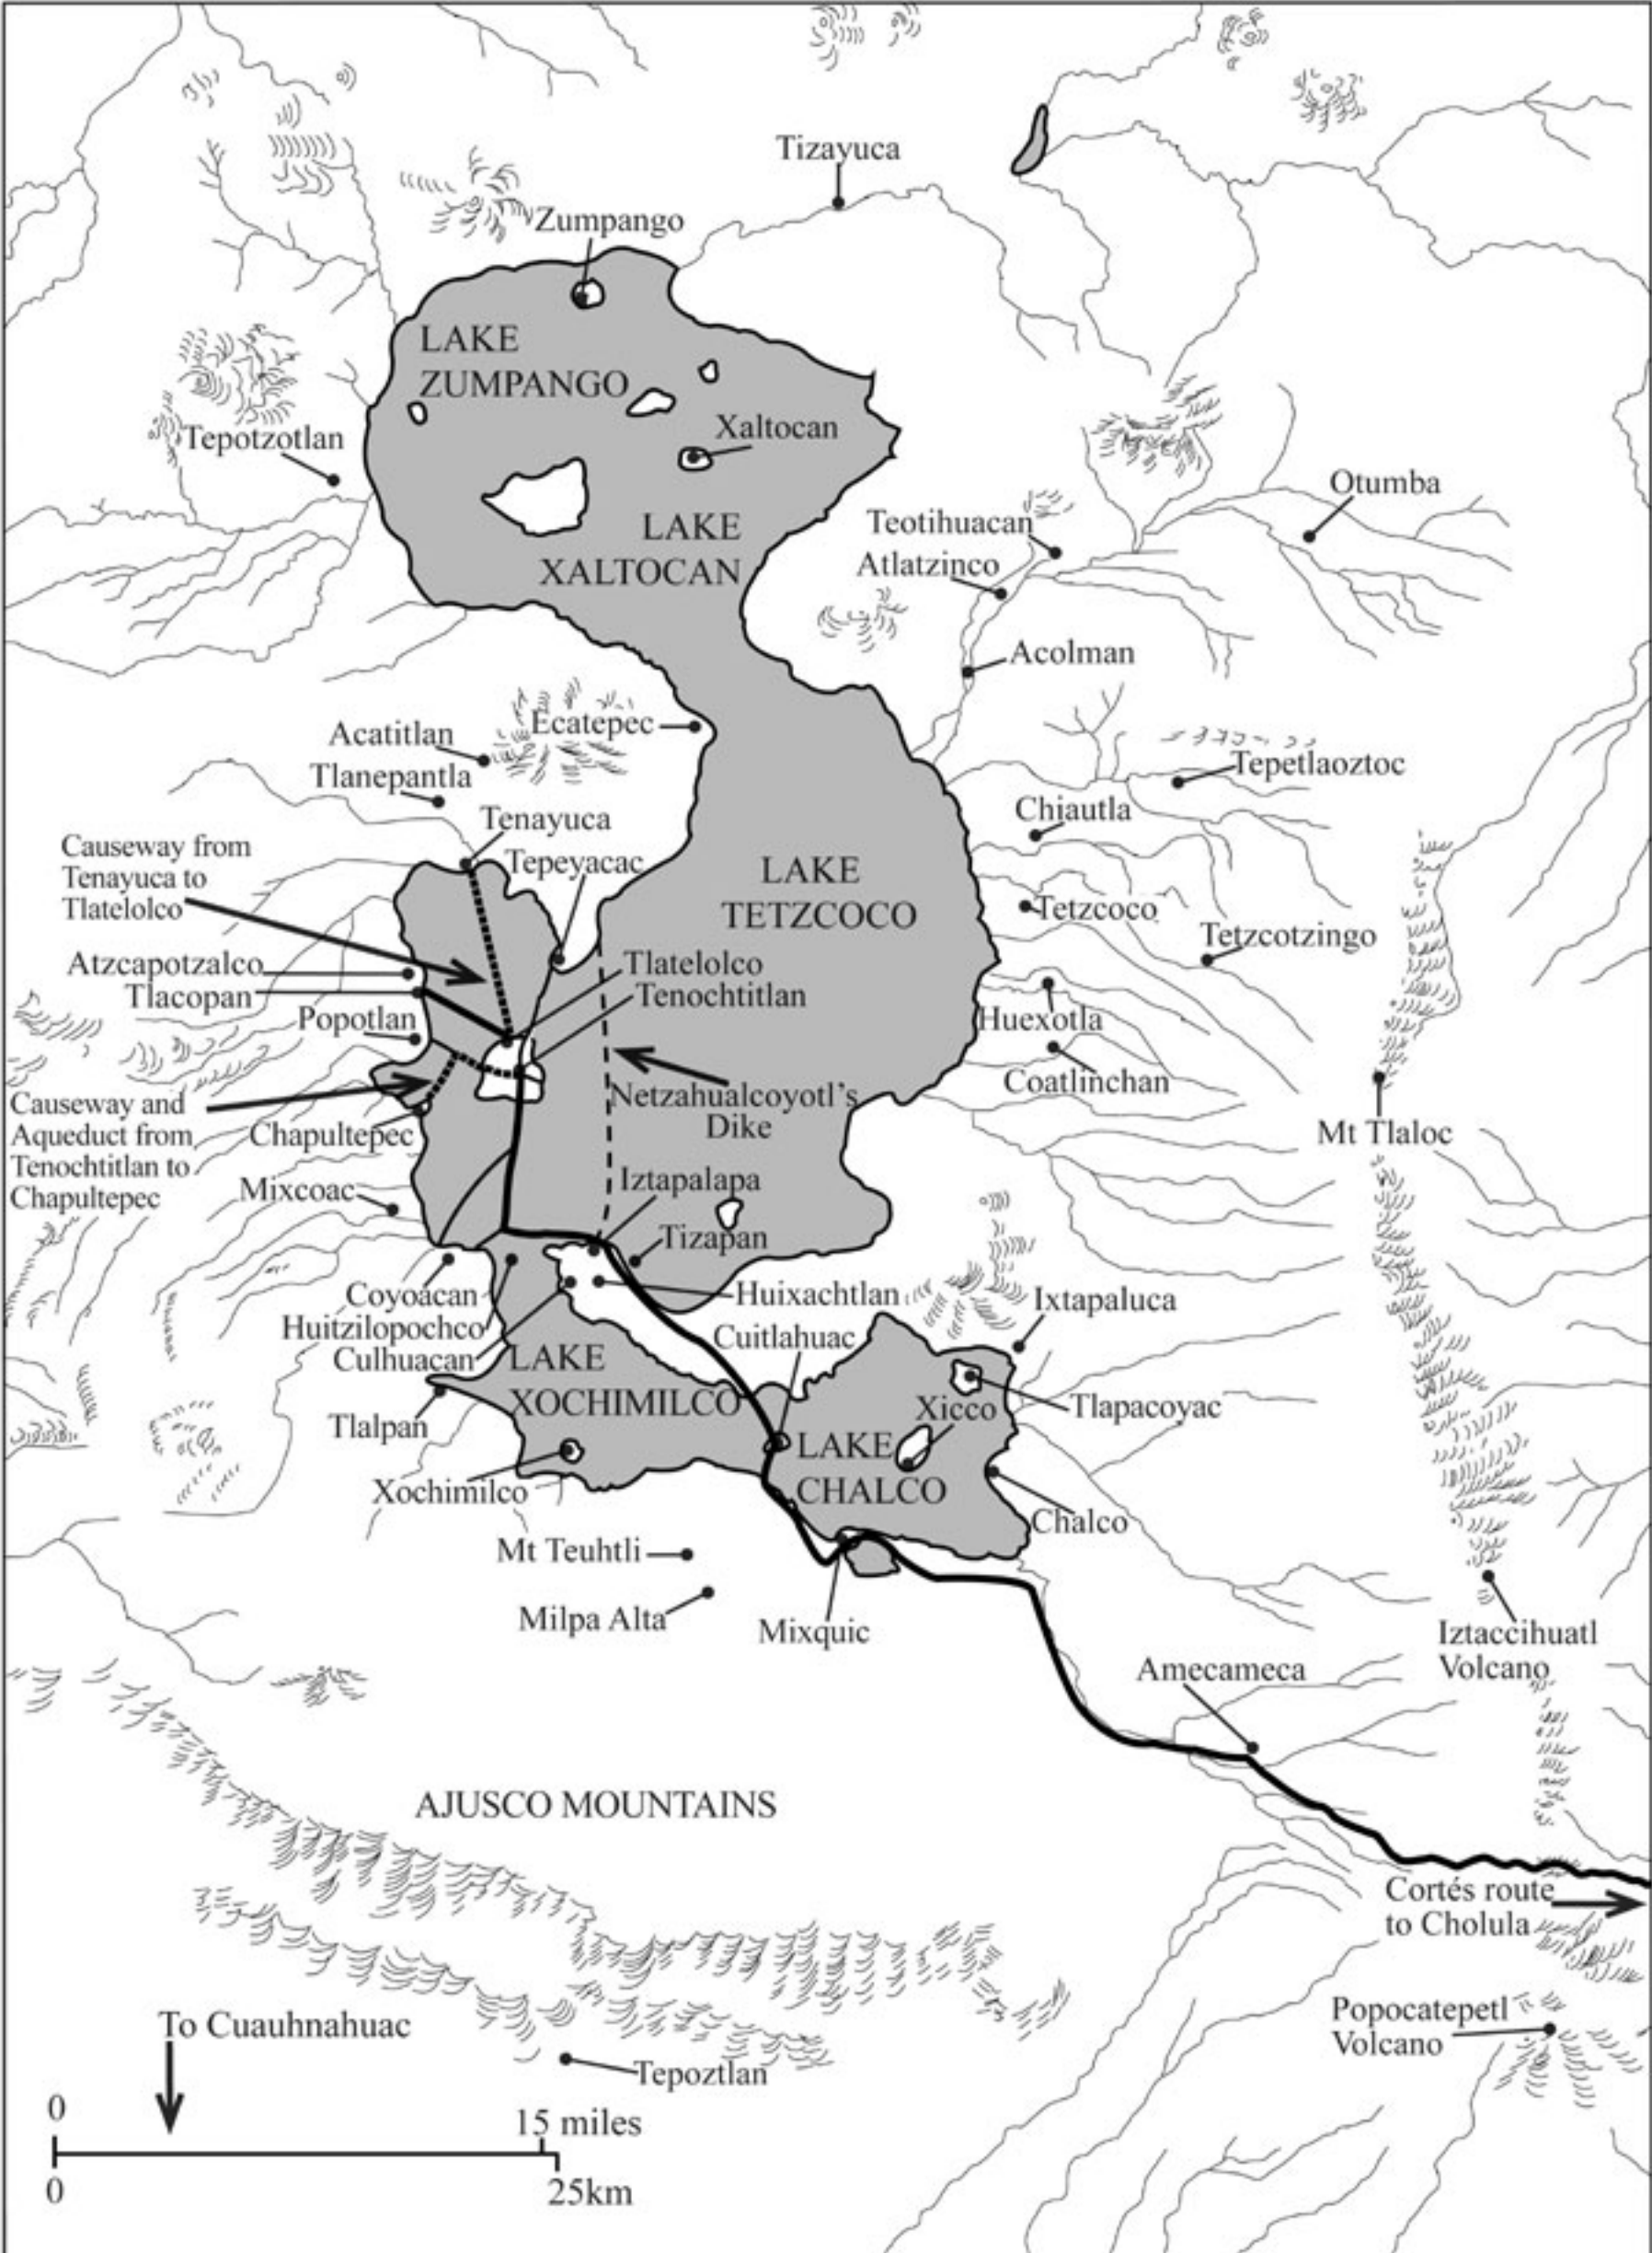 Tizayuca
Zumpango
LAKE
ZUMPANGO
Xaltocan
Tepotzotlan
Otumba
LAKE
XALTOCAN
Teotihuacan
Atlatzinco
Acolman
Ecatepec
Acatitlan
Tlanepantla
Tepetlaoztoc
Chiautla
Tenayuca
Causeway from
Tenayuca to
Tlatelolco
Tepeyacac
LAKE
TETZCOCO
Tetzcoco
Tetzcotzingo
Atzcapotzalco
Tlacopan
Tlatelolco
Tenochtitlan
Popotlan
Huexotla
Coatlinchan
Netzahualcoyotl's
Dike
Causeway and
Aqueduct from
Tenochtitlan to
Chapultepec
Chapultepec
Mt Tlaloc
Mixcoac
Iztapalapa
Tizapan
Coyoacan
Huitzilopochco
Culhuacan
Huixachtlan
Ixtapaluca
Cuitlahuac
LAKE
XOCHIMILCO
Tlalpan
Xicco
Tlapacoyac
LAKE
CHALCO
Xochimilco
Chalco
Mt Teuhtli
Milpa Alta
Mixquic
Iztaccihuatl
Volcano
Amecameca
AJUSCO MOUNTAINS
Cortés route
to Cholula
Popocatepetl
Volcano
To Cuauhnahuac
Tepoztlan
0
15 miles
0
25km